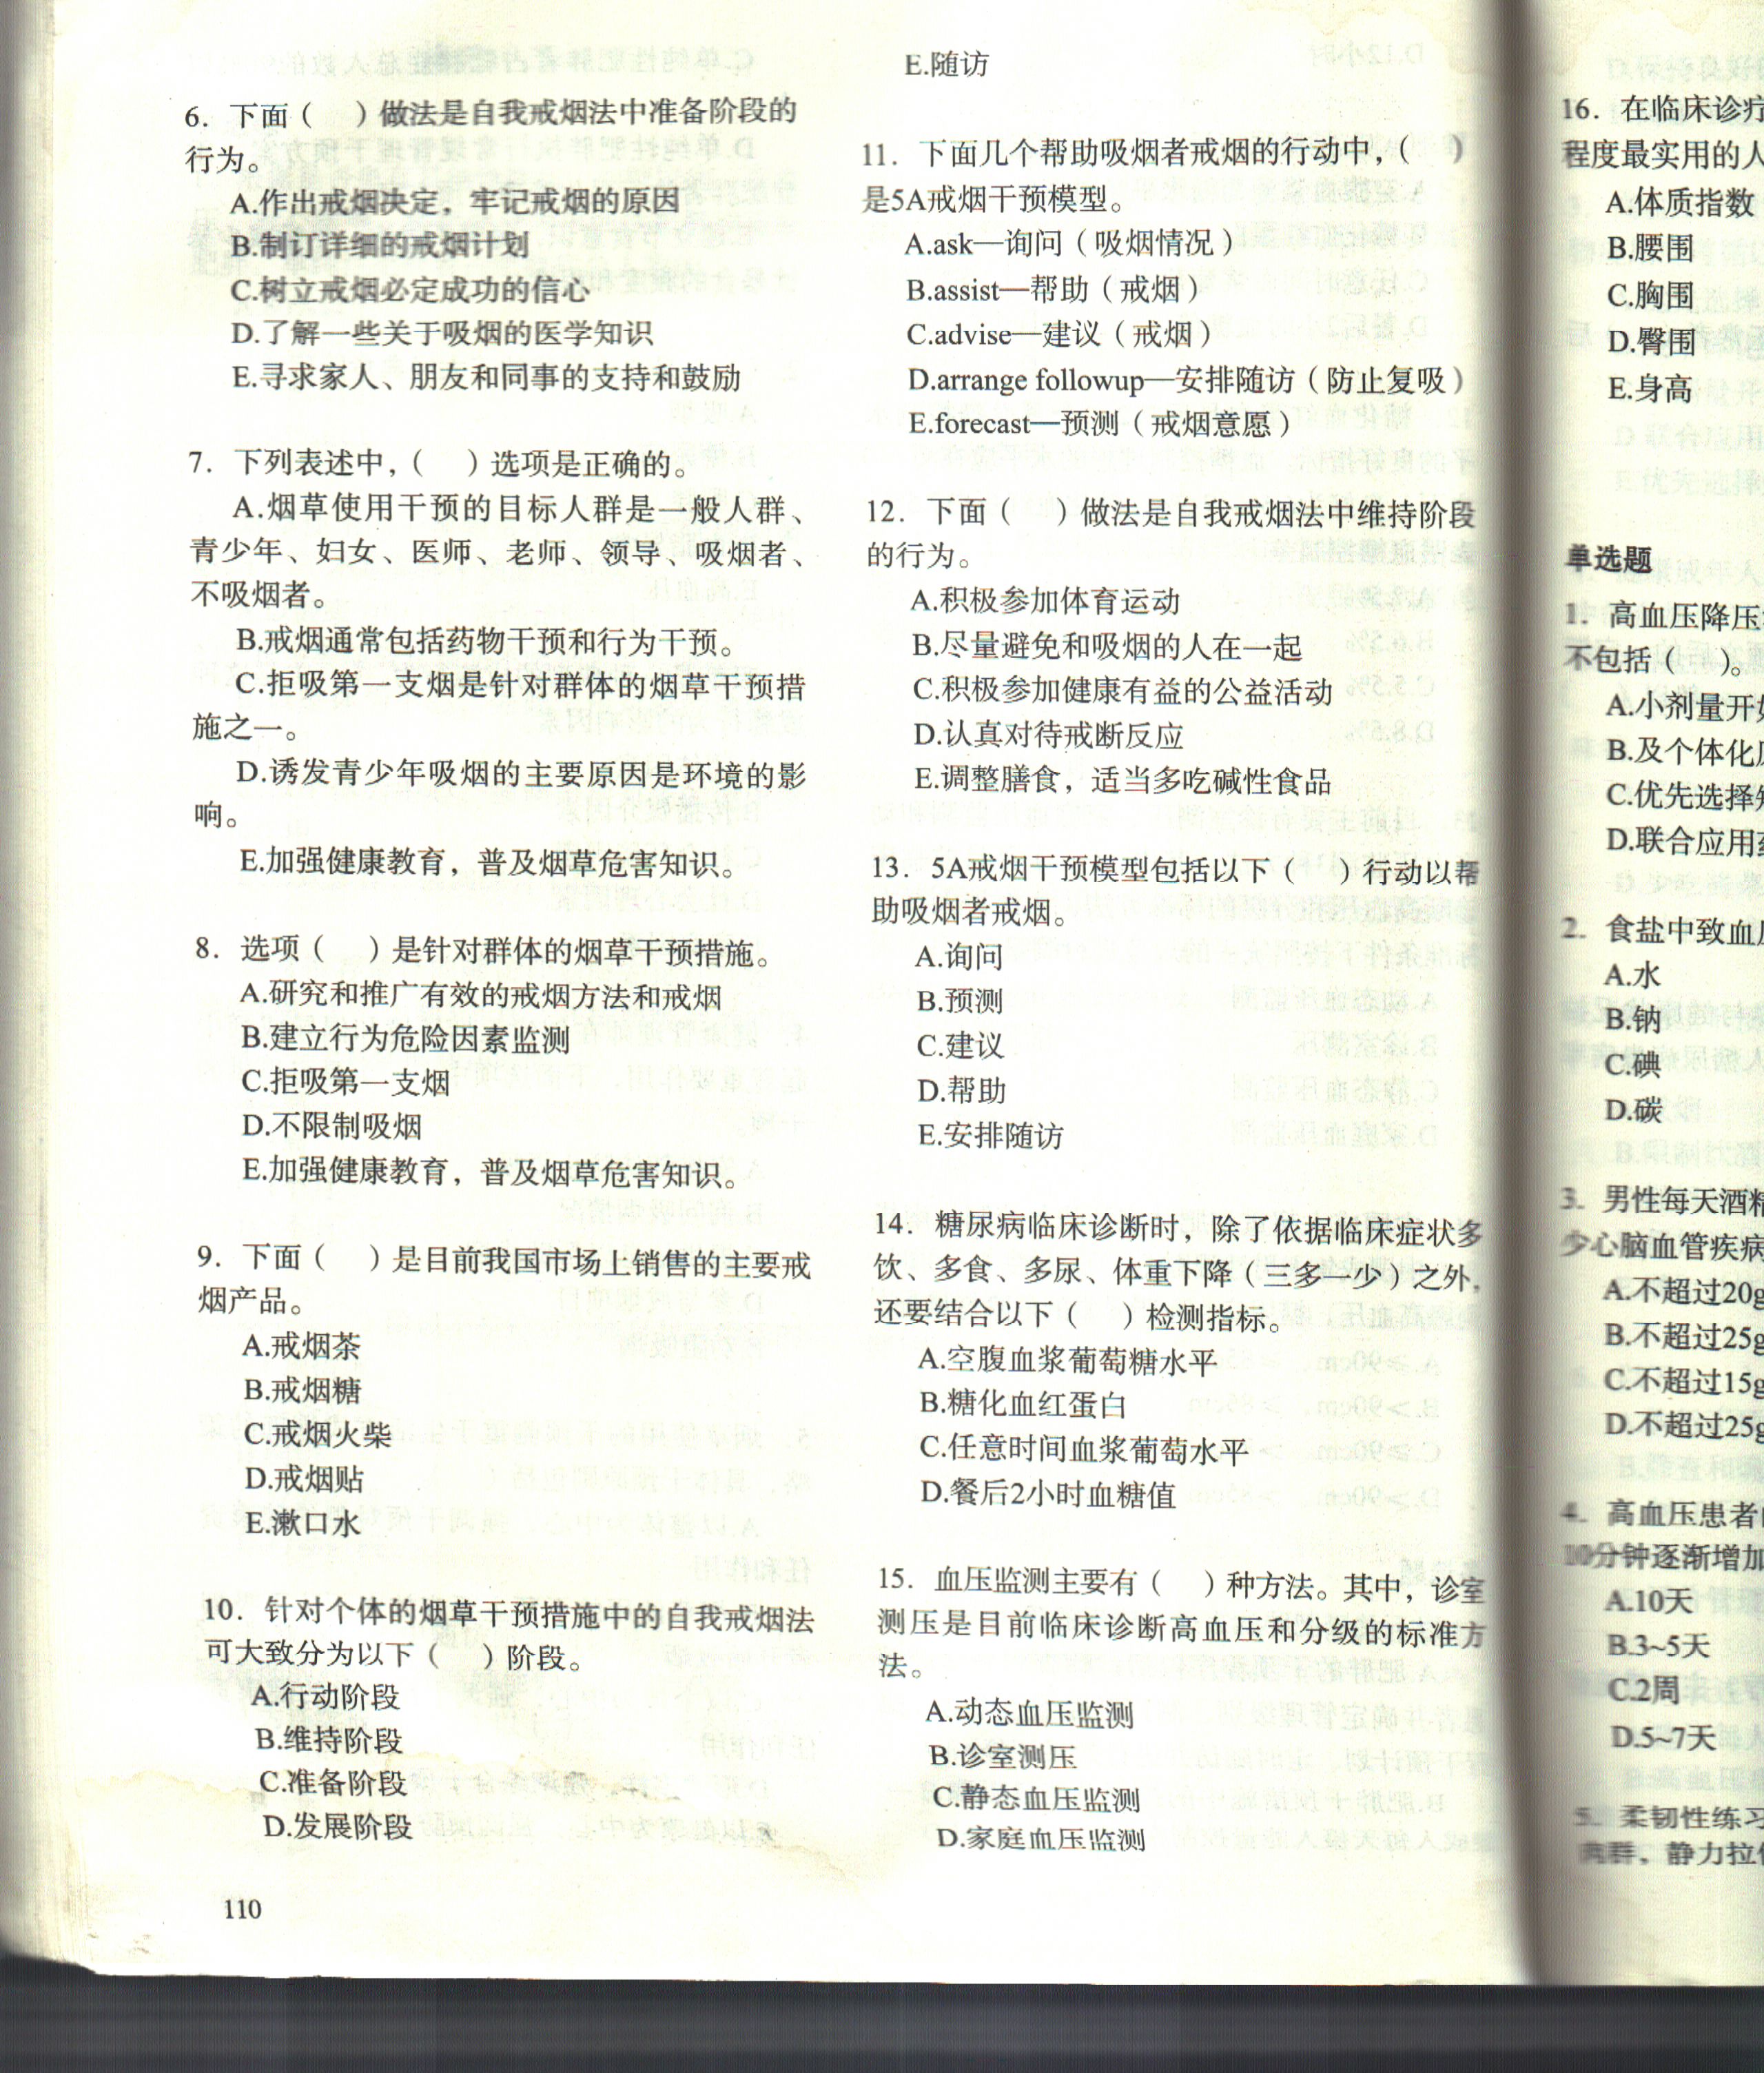 6. 下面（　）做法是自我戒烟法中准备阶段的
行为。
A.作出戒烟决定，牢记戒烟的原因
B.制订详细的戒烟计划
C.树立戒烟必定成功的信心
D.了解一些关于吸烟的医学知识
E.寻求家人、朋友和同事的支持和鼓励
7. 下列表述中，（　）选项是正确的。
A.烟草使用干预的目标人群是一般人群、
青少年、妇女、医师、老师、领导、吸烟者、
不吸烟者。
B.戒烟通常包括药物干预和行为干预。
C.拒吸第一支烟是针对群体的烟草干预措
施之一。
D.诱发青少年吸烟的主要原因是环境的影
响。
E.加强健康教育，普及烟草危害知识。
8. 选项（　）是针对群体的烟草干预措施。
A.研究和推广有效的戒烟方法和戒烟
B.建立行为危险因素监测
C.拒吸第一支烟
D.不限制吸烟
E.加强健康教育，普及烟草危害知识。
9. 下面（　）是目前我国市场上销售的主要戒
烟产品。
A.戒烟茶
B.戒烟糖
C.戒烟火柴
D.戒烟贴
E.漱口水
10. 针对个体的烟草干预措施中的自我戒烟法
可大致分为以下（　）阶段。
A.行动阶段
B.维持阶段
C.准备阶段
D.发展阶段
110
E.随访
11. 下面几个帮助吸烟者戒烟的行动中，（　）
是5A戒烟干预模型。
A.ask—询问（吸烟情况）
B.assist—帮助（戒烟）
C.advise—建议（戒烟）
D.arrange followup—安排随访（防止复吸）
E.forecast—预测（戒烟意愿）
12. 下面（　）做法是自我戒烟法中维持阶段
的行为。
A.积极参加体育运动
B.尽量避免和吸烟的人在一起
C.积极参加健康有益的公益活动
D.认真对待戒断反应
E.调整膳食，适当多吃碱性食品
13. 5A戒烟干预模型包括以下（　）行动以帮
助吸烟者戒烟。
A.询问
B.预测
C.建议
D.帮助
E.安排随访
14. 糖尿病临床诊断时，除了依据临床症状多
饮、多食、多尿、体重下降（三多一少）之外，
还要结合以下（　）检测指标。
A.空腹血浆葡萄糖水平
B.糖化血红蛋白
C.任意时间血浆葡萄水平
D.餐后2小时血糖值
15. 血压监测主要有（　）种方法。其中，诊室
测压是目前临床诊断高血压和分级的标准方
法。
A.动态血压监测
B.诊室测压
C.静态血压监测
D.家庭血压监测
16. 在临床诊疗
程度最实用的人
A.体质指数
B.腰围
C.胸围
D.臀围
E.身高
单选题
1. 高血压降压
不包括（　）。
A.小剂量开始
B.及个体化
C.优先选择
D.联合应用
2. 食盐中致血
A.水
B.钠
C.碘
D.碳
3. 男性每天酒精
少心脑血管疾病
A.不超过20g
B.不超过25g
C.不超过15g
D.不超过25g
4. 高血压患者
10分钟逐渐增加
A.10天
B.3~5天
C.2周
D.5~7天
5. 柔韧性练习
肉群，静力拉